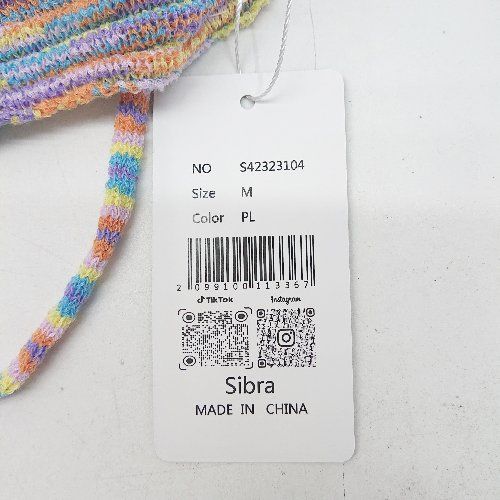 NO S42323104
Size M
Color PL
2 099100 113367
TikTok Instagram
Sibra
MADE IN CHINA